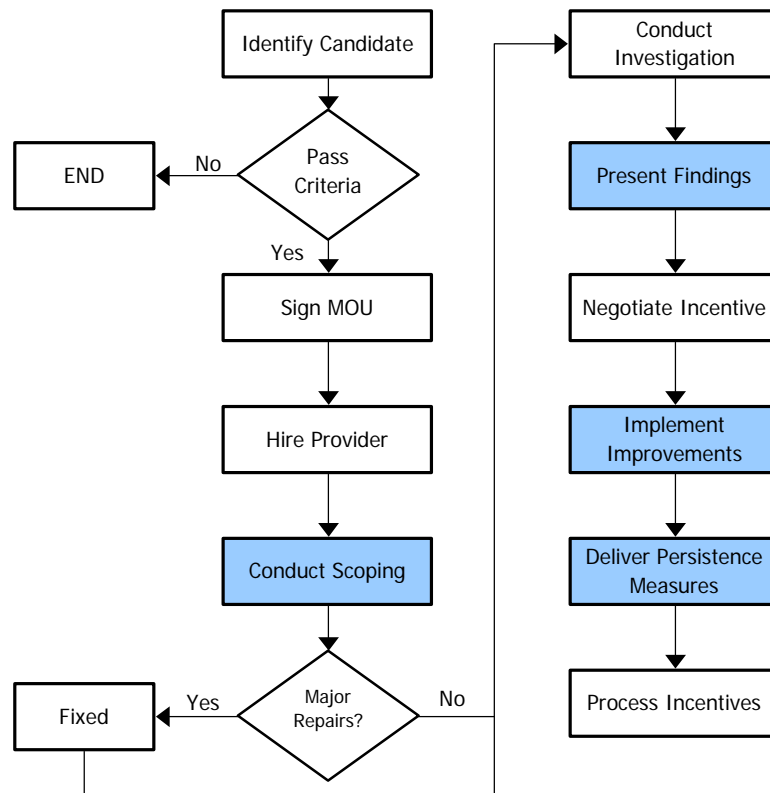 Identify Candidate
Pass
Criteria
No
END
Yes
Sign MOU
Hire Provider
Conduct Scoping
Major
Repairs?
Yes
Fixed
No
Conduct
Investigation
Present Findings
Negotiate Incentive
Implement
Improvements
Deliver Persistence
Measures
Process Incentives